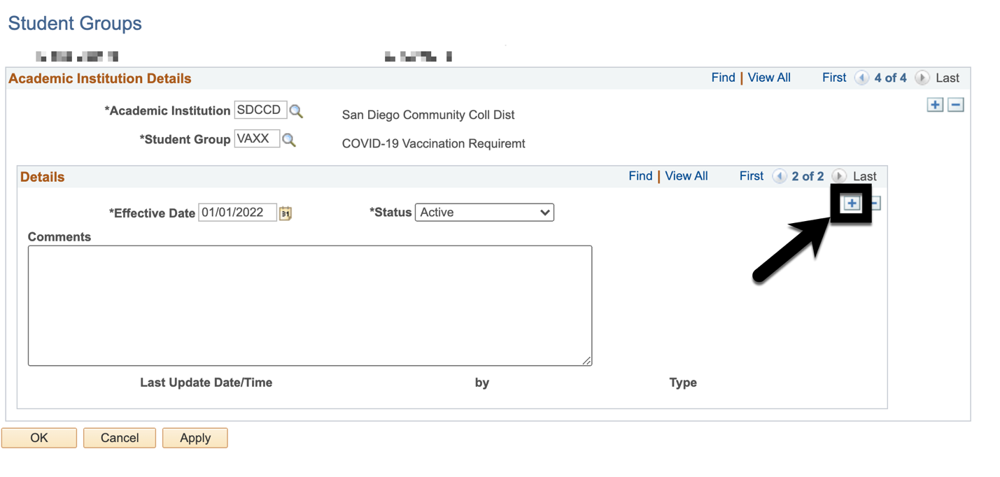 Student Groups
Academic Institution Details Find | View All First 4 of 4 Last
*Academic Institution SDCCD San Diego Community Coll Dist
*Student Group VAXX COVID-19 Vaccination Requiremt
Details Find | View All First 2 of 2 Last
*Effective Date 01/01/2022 31 *Status Active
Comments
Last Update Date/Time by Type
OK Cancel Apply